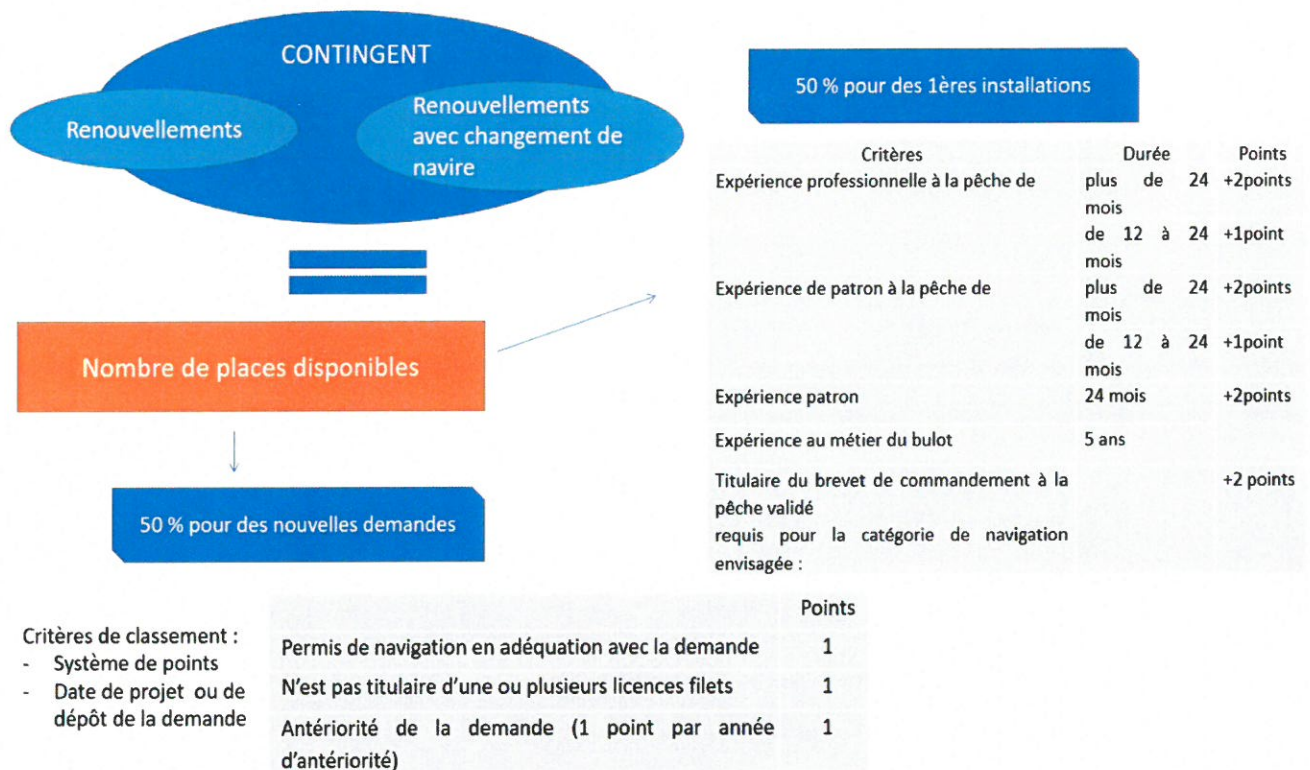 CONTINGENT
Renouvellements
Renouvellements
avec changement de
navire
Nombre de places disponibles
50 % pour des nouvelles demandes
50 % pour des 1ères installations
Critères Durée Points
Expérience professionnelle à la pêche de plus de 24 +2points
mois
de 12 à 24 +1point
mois
Expérience de patron à la pêche de plus de 24 +2points
mois
de 12 à 24 +1point
mois
Expérience patron 24 mois +2points
Expérience au métier du bulot 5 ans
Titulaire du brevet de commandement à la +2 points
pêche validé
requis pour la catégorie de navigation
envisagée :
Critères de classement :
- Système de points
- Date de projet ou de
dépôt de la demande
Points
Permis de navigation en adéquation avec la demande 1
N'est pas titulaire d'une ou plusieurs licences filets 1
Antériorité de la demande (1 point par année 1
d'antériorité)